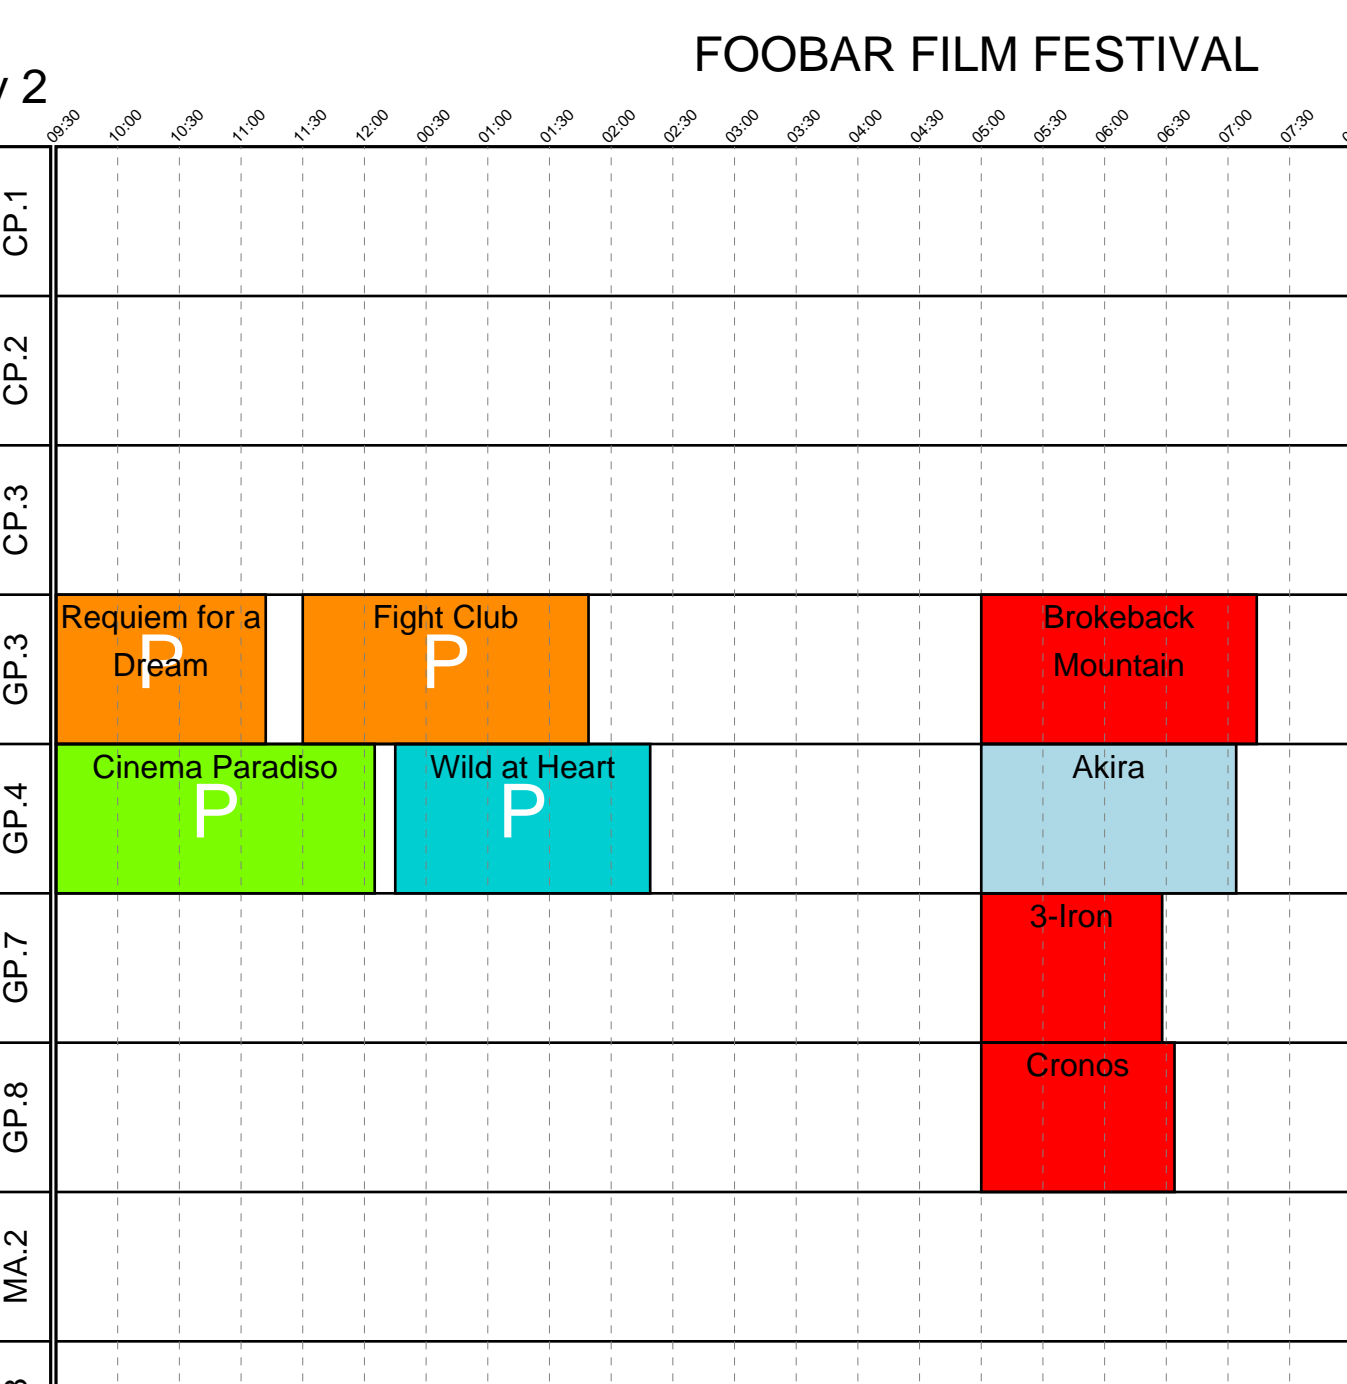 FOOBAR FILM FESTIVAL
2
09:30 10:00 10:30 11:00 11:30 12:00 00:30 01:00 01:30 02:00 02:30 03:00 03:30 04:00 04:30 05:00 05:30 06:00 06:30 07:00 07:30
CP.1
CP.2
CP.3
GP.3
Requiem for a
Dream
P
Fight Club
P
Brokeback
Mountain
GP.4
Cinema Paradiso
P
Wild at Heart
P
Akira
GP.7
3-Iron
GP.8
Cronos
MA.2